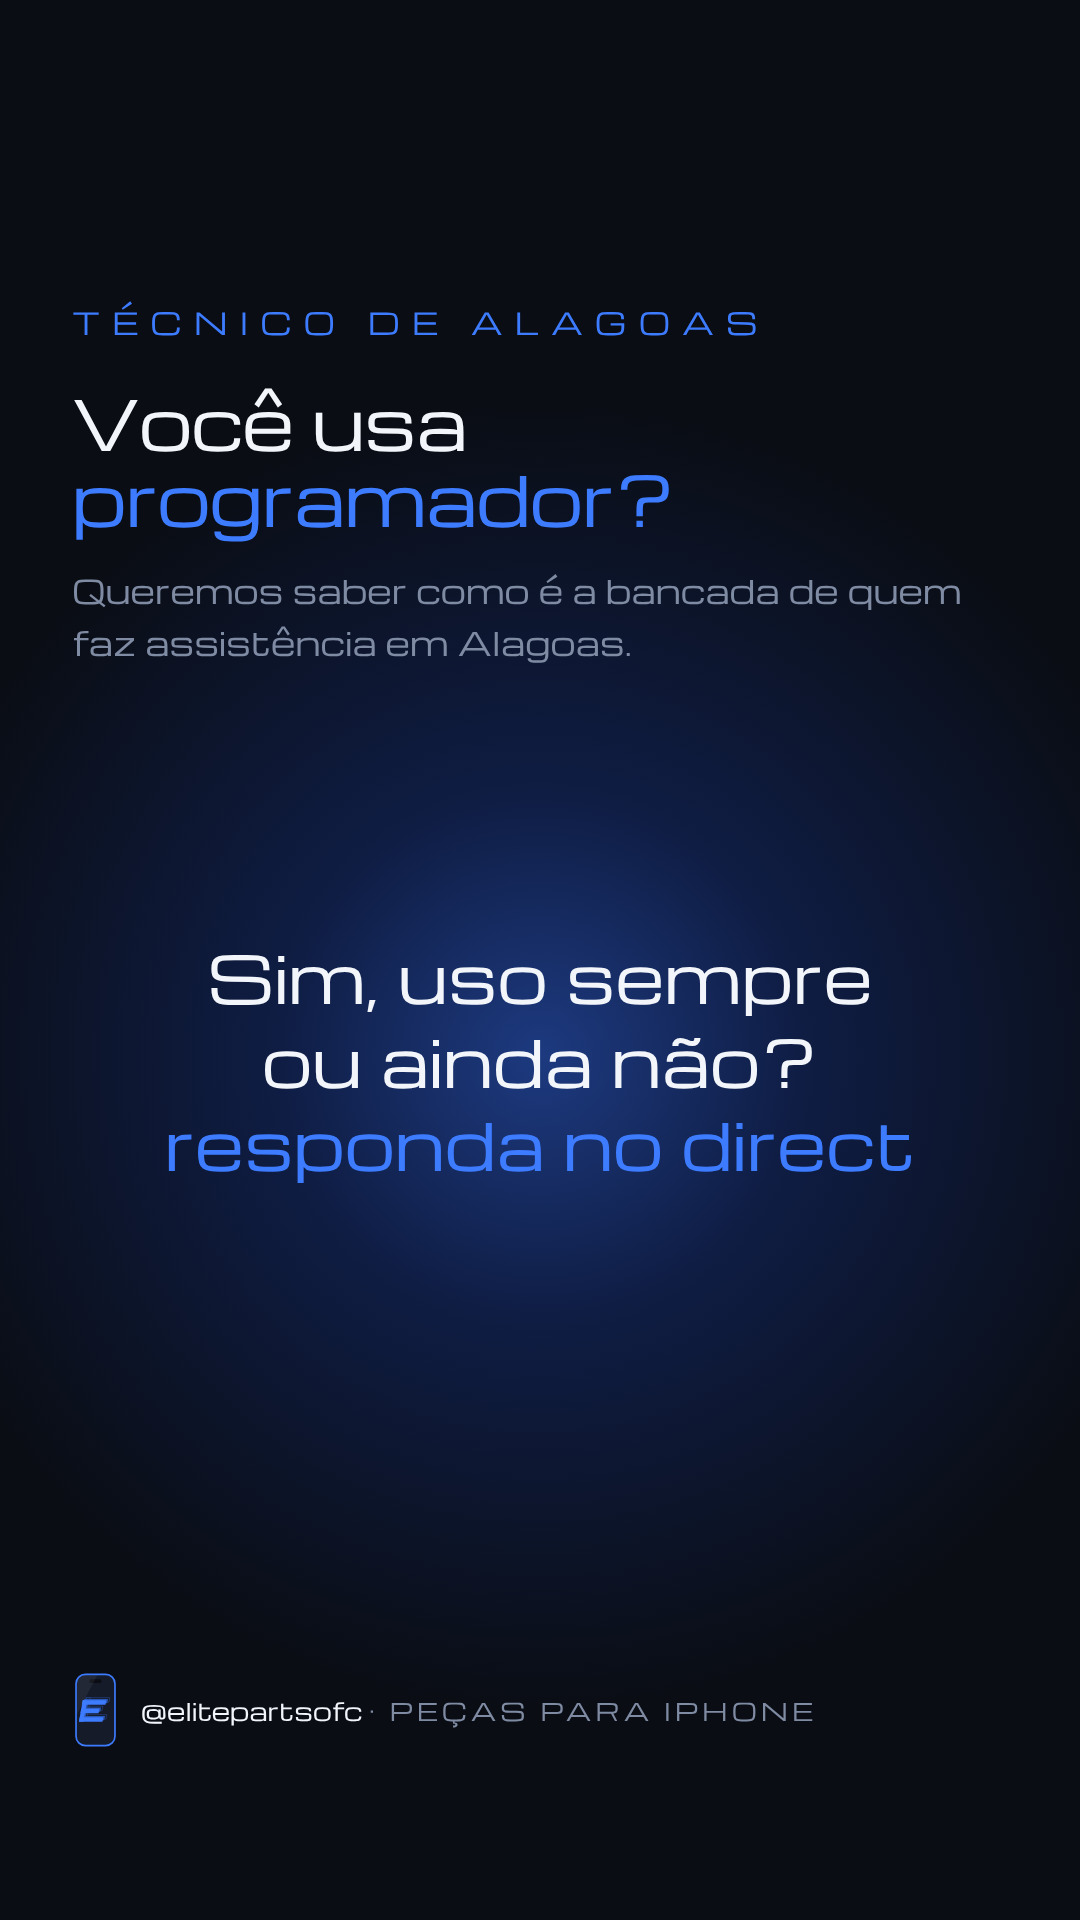 TÉCNICO DE ALAGOAS
Você usa
programador?
Queremos saber como é a bancada de quem
faz assistência em Alagoas.
Sim, uso sempre
ou ainda não?
responda no direct
E
@elitepartsofc · PEÇAS PARA IPHONE